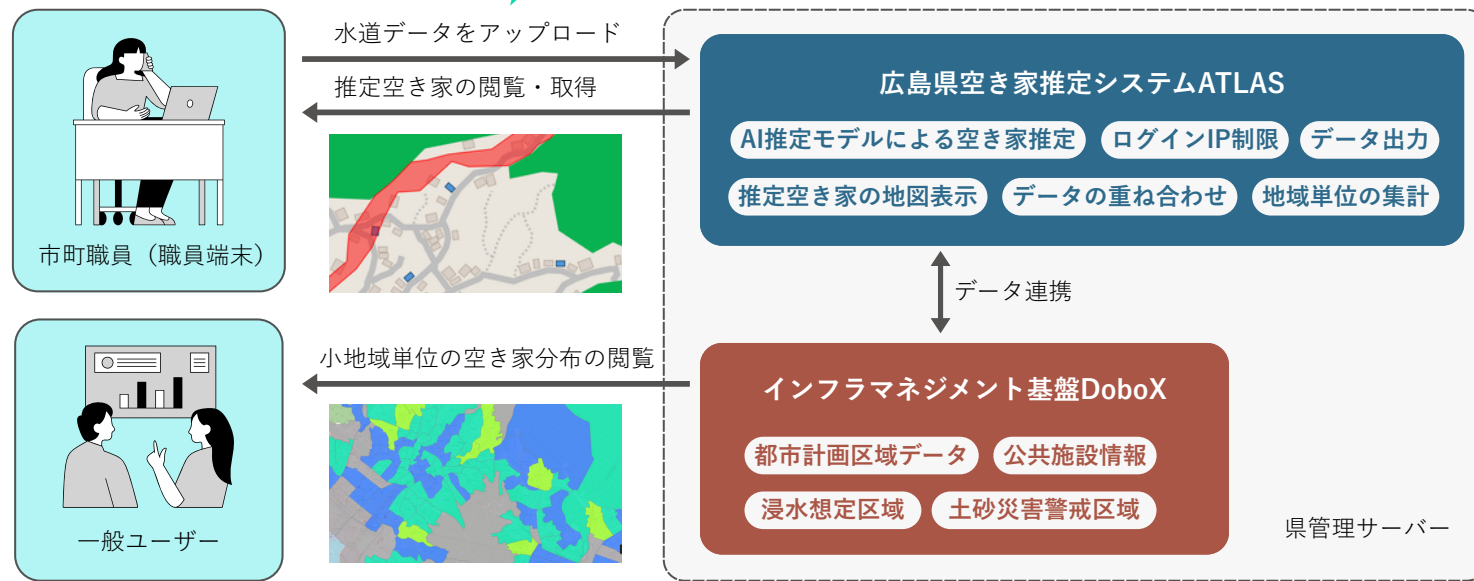 水道データをアップロード
推定空き家の閲覧・取得
市町職員（職員端末）
小地域単位の空き家分布の閲覧
一般ユーザー
広島県空き家推定システムATLAS
AI推定モデルによる空き家推定
ログインIP制限
データ出力
推定空き家の地図表示
データの重ね合わせ
地域単位の集計
データ連携
インフラマネジメント基盤DoboX
都市計画区域データ
公共施設情報
浸水想定区域
土砂災害警戒区域
県管理サーバー